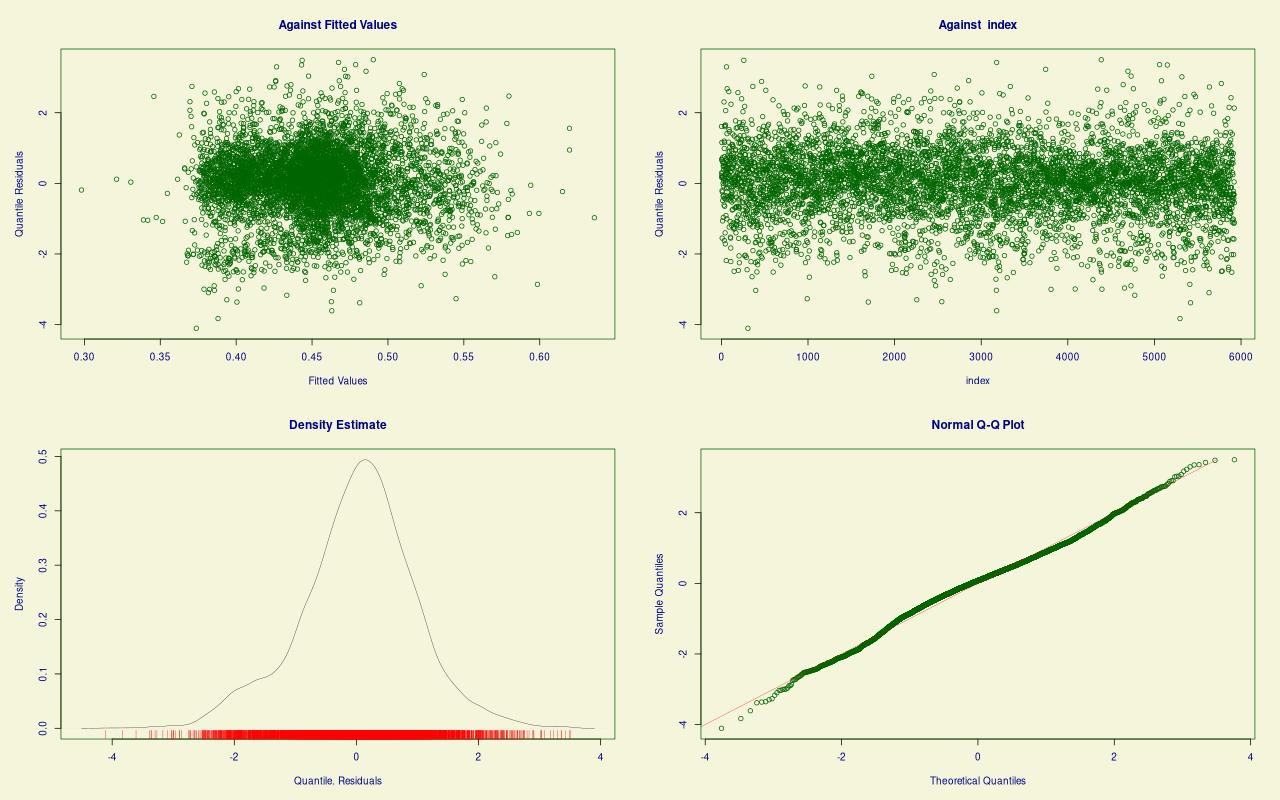 Against Fitted Values
Quantile Residuals
2
0
-2
-4
0.30 0.35 0.40 0.45 0.50 0.55 0.60
Fitted Values
Against index
Quantile Residuals
2
0
-2
-4
0 1000 2000 3000 4000 5000 6000
index
Density Estimate
Density
0.5
0.4
0.3
0.2
0.1
0.0
-4 -2 0 2 4
Quantile. Residuals
Normal Q-Q Plot
Sample Quantiles
2
0
-2
-4
-4 -2 0 2 4
Theoretical Quantiles